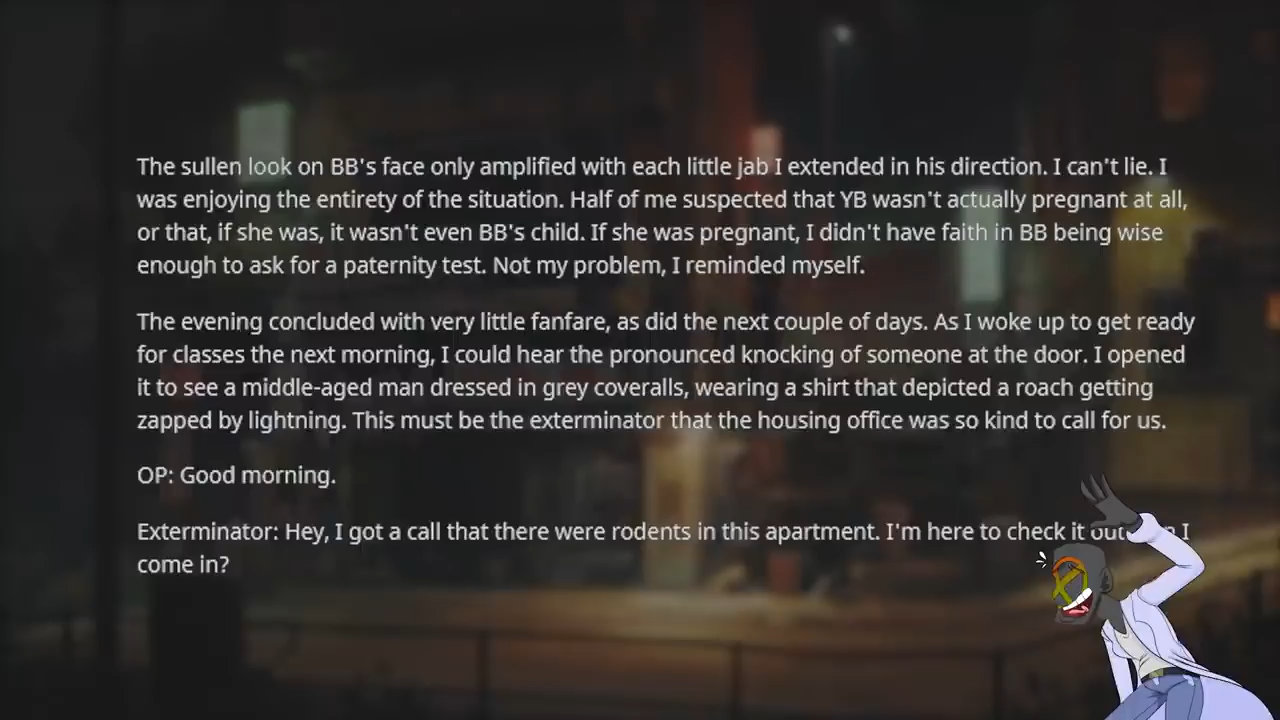 The sullen look on BB's face only amplified with each little jab I extended in his direction. I can't lie. I
was enjoying the entirety of the situation. Half of me suspected that YB wasn't actually pregnant at all,
or that, if she was, it wasn't even BB's child. If she was pregnant, I didn't have faith in BB being wise
enough to ask for a paternity test. Not my problem, I reminded myself.
The evening concluded with very little fanfare, as did the next couple of days. As I woke up to get ready
for classes the next morning, I could hear the pronounced knocking of someone at the door. I opened
it to see a middle-aged man dressed in grey coveralls, wearing a shirt that depicted a roach getting
zapped by lightning. This must be the exterminator that the housing office was so kind to call for us.
OP: Good morning.
Exterminator: Hey, I got a call that there were rodents in this apartment. I'm here to check it out I
come in?